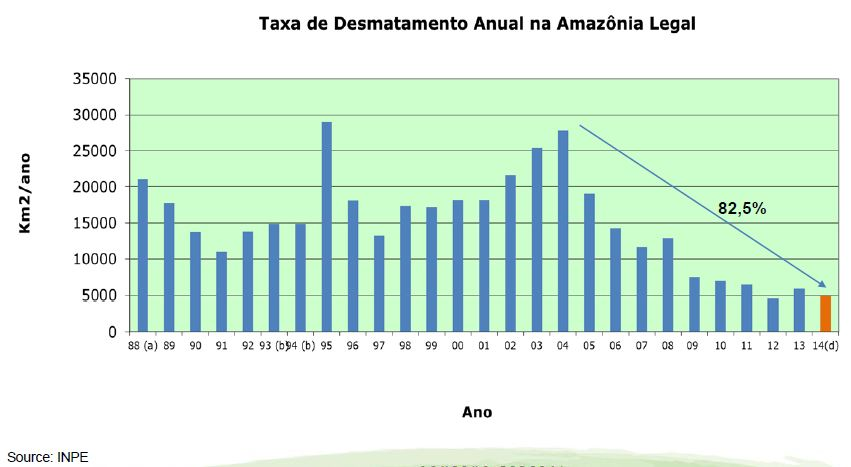 Taxa de Desmatamento Anual na Amazônia Legal
Km2/ano
35000
30000
25000
20000
15000
10000
5000
0
82,5%
88 (a) 89 90 91 92 93 (b) 94 (b) 95 96 97 98 99 00 01 02 03 04 05 06 07 08 09 10 11 12 13 14(d)
Ano
Source: INPE